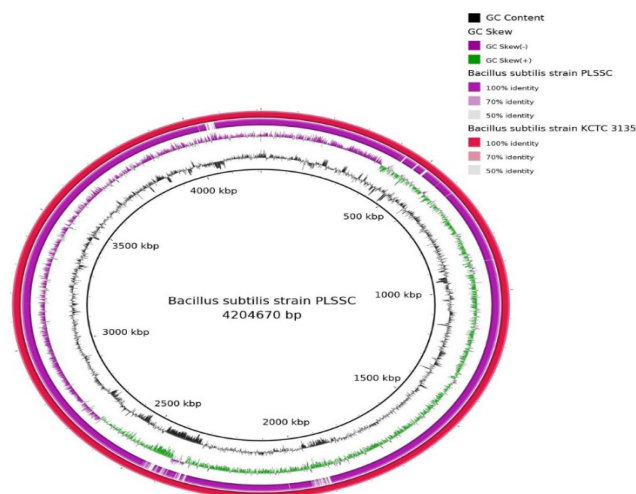 GC Content
GC Skew
GC Skew(-)
GC Skew(+)
Bacillus subtilis strain PLSSC
100% identity
70% identity
50% identity
Bacillus subtilis strain KCTC 3135
100% identity
70% identity
50% identity
4000 kbp
500 kbp
3500 kbp
1000 kbp
Bacillus subtilis strain PLSSC
4204670 bp
3000 kbp
1500 kbp
2500 kbp
2000 kbp